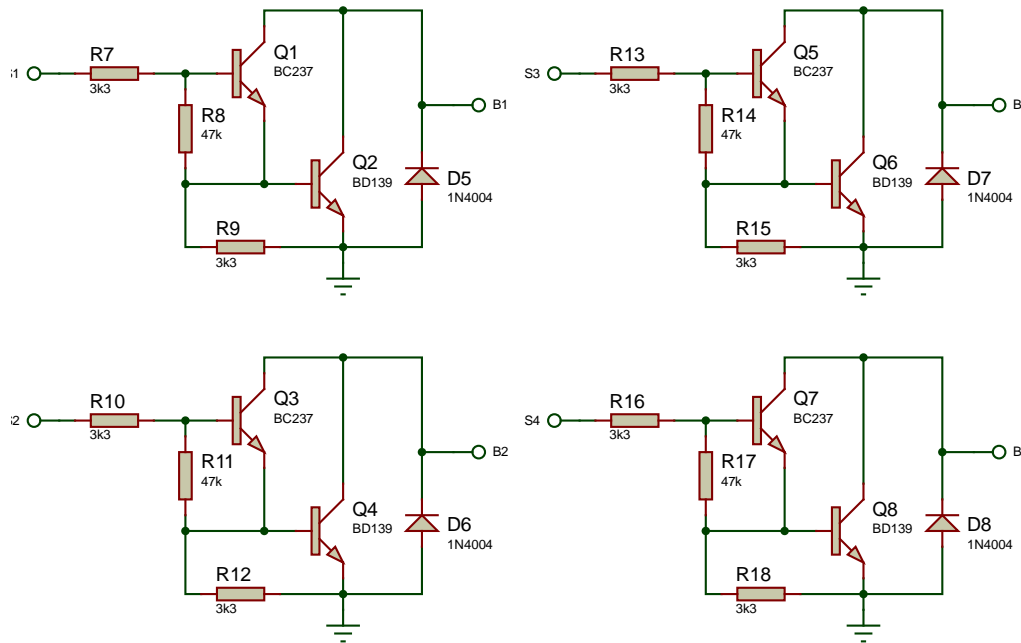 R7
3k3
Q1
BC237
R8
47k
B1
Q2
BD139
D5
1N4004
R9
3k3
S3
R13
3k3
Q5
BC237
R14
47k
B
Q6
BD139
D7
1N4004
R15
3k3
R10
3k3
Q3
BC237
R11
47k
B2
Q4
BD139
D6
1N4004
R12
3k3
S4
R16
3k3
Q7
BC237
R17
47k
B
Q8
BD139
D8
1N4004
R18
3k3